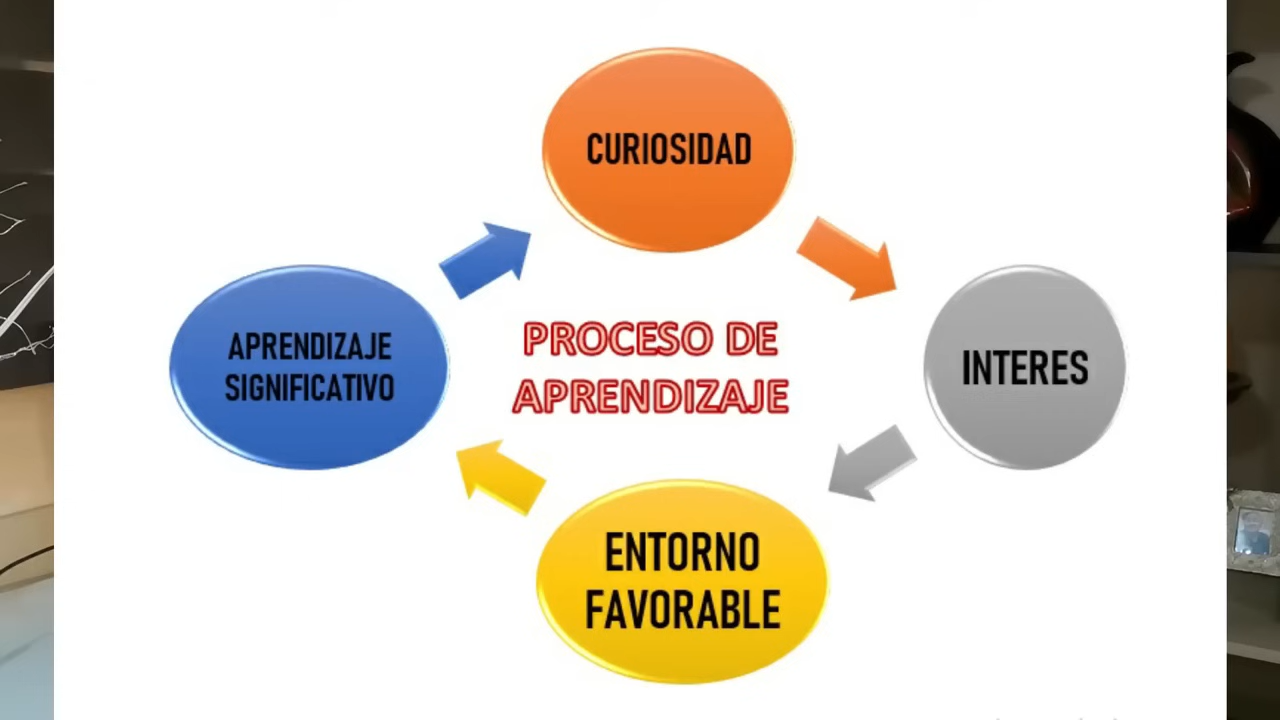 CURIOSIDAD
PROCESO DE
APRENDIZAJE
APRENDIZAJE
SIGNIFICATIVO
INTERES
ENTORNO
FAVORABLE